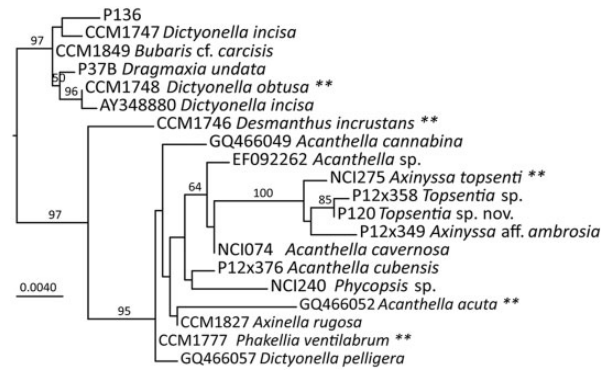 P136
97
CCM1747 Dictyonella incisa
CCM1849 Bubaris cf. carcisis
P37B Dragmaxia undata
50
CCM1748 Dictyonella obtusa **
96
AY348880 Dictyonella incisa
CCM1746 Desmanthus incrustans **
GQ466049 Acanthella cannabina
EF092262 Acanthella sp.
NCI275 Axinyssa topsenti **
64
100
P12x358 Topsentia sp.
85
P120 Topsentia sp. nov.
97
P12x349 Axinyssa aff. ambrosia
NCI074 Acanthella cavernosa
P12x376 Acanthella cubensis
0.0040
NCI240 Phycopsis sp.
GQ466052 Acanthella acuta **
95
CCM1827 Axinella rugosa
CCM1777 Phakellia ventilabrum **
GQ466057 Dictyonella pelligera